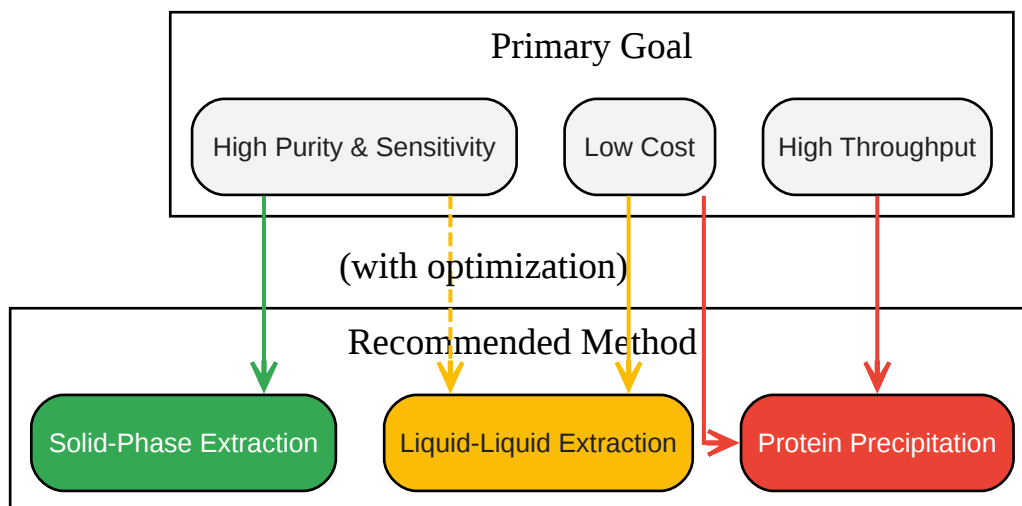 Primary Goal
High Purity & Sensitivity
Low Cost
High Throughput
(with optimization)
Recommended Method
Solid-Phase Extraction
Liquid-Liquid Extraction
Protein Precipitation